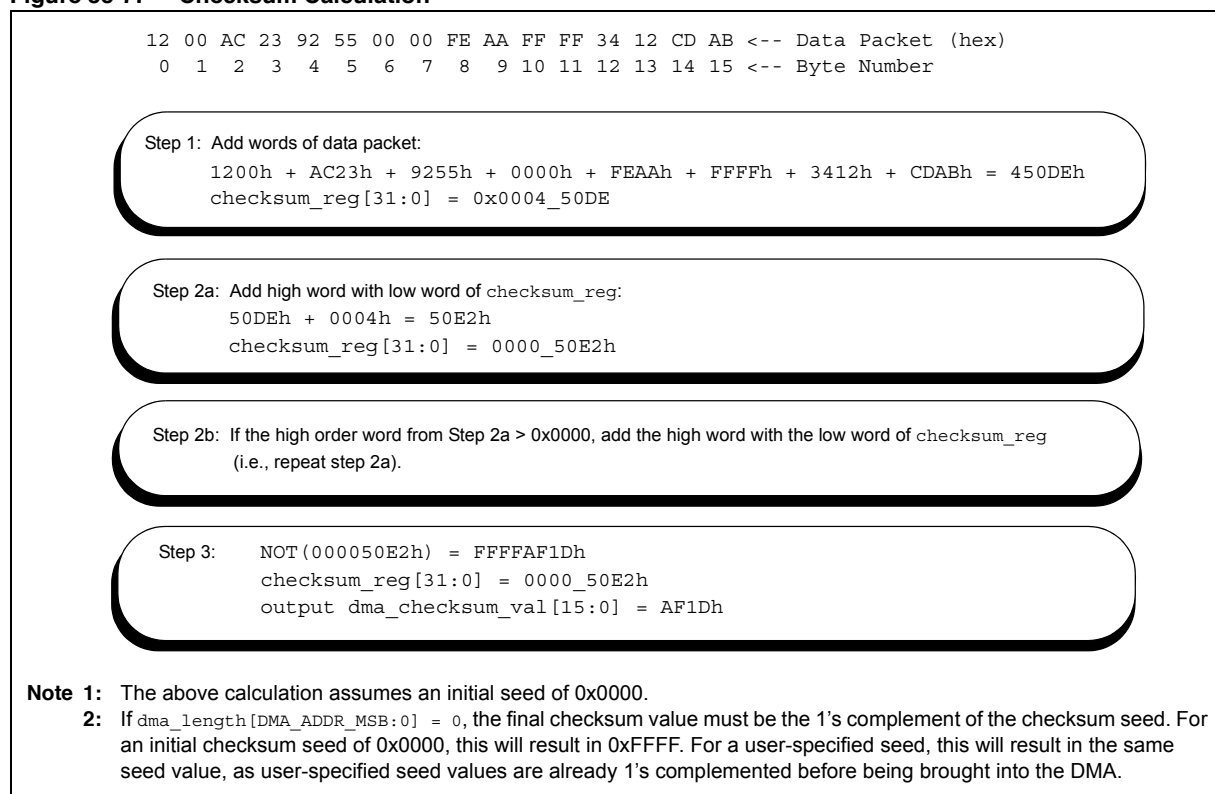 12 00 AC 23 92 55 00 00 FE AA FF FF 34 12 CD AB <-- Data Packet (hex)
0 1 2 3 4 5 6 7 8 9 10 11 12 13 14 15 <-- Byte Number
Step 1: Add words of data packet:
1200h + AC23h + 9255h + 0000h + FEAAh + FFFFh + 3412h + CDABh = 450DEh
checksum_reg[31:0] = 0x0004_50DE
Step 2a: Add high word with low word of checksum_reg:
50DEh + 0004h = 50E2h
checksum_reg[31:0] = 0000_50E2h
Step 2b: If the high order word from Step 2a > 0x0000, add the high word with the low word of checksum_reg
(i.e., repeat step 2a).
Step 3: NOT(000050E2h) = FFFFAF1Dh
checksum_reg[31:0] = 0000_50E2h
output dma_checksum_val[15:0] = AF1Dh
Note 1: The above calculation assumes an initial seed of 0x0000.
2: If dma_length[DMA_ADDR_MSB:0] = 0, the final checksum value must be the 1's complement of the checksum seed. For
an initial checksum seed of 0x0000, this will result in 0xFFFF. For a user-specified seed, this will result in the same
seed value, as user-specified seed values are already 1's complemented before being brought into the DMA.